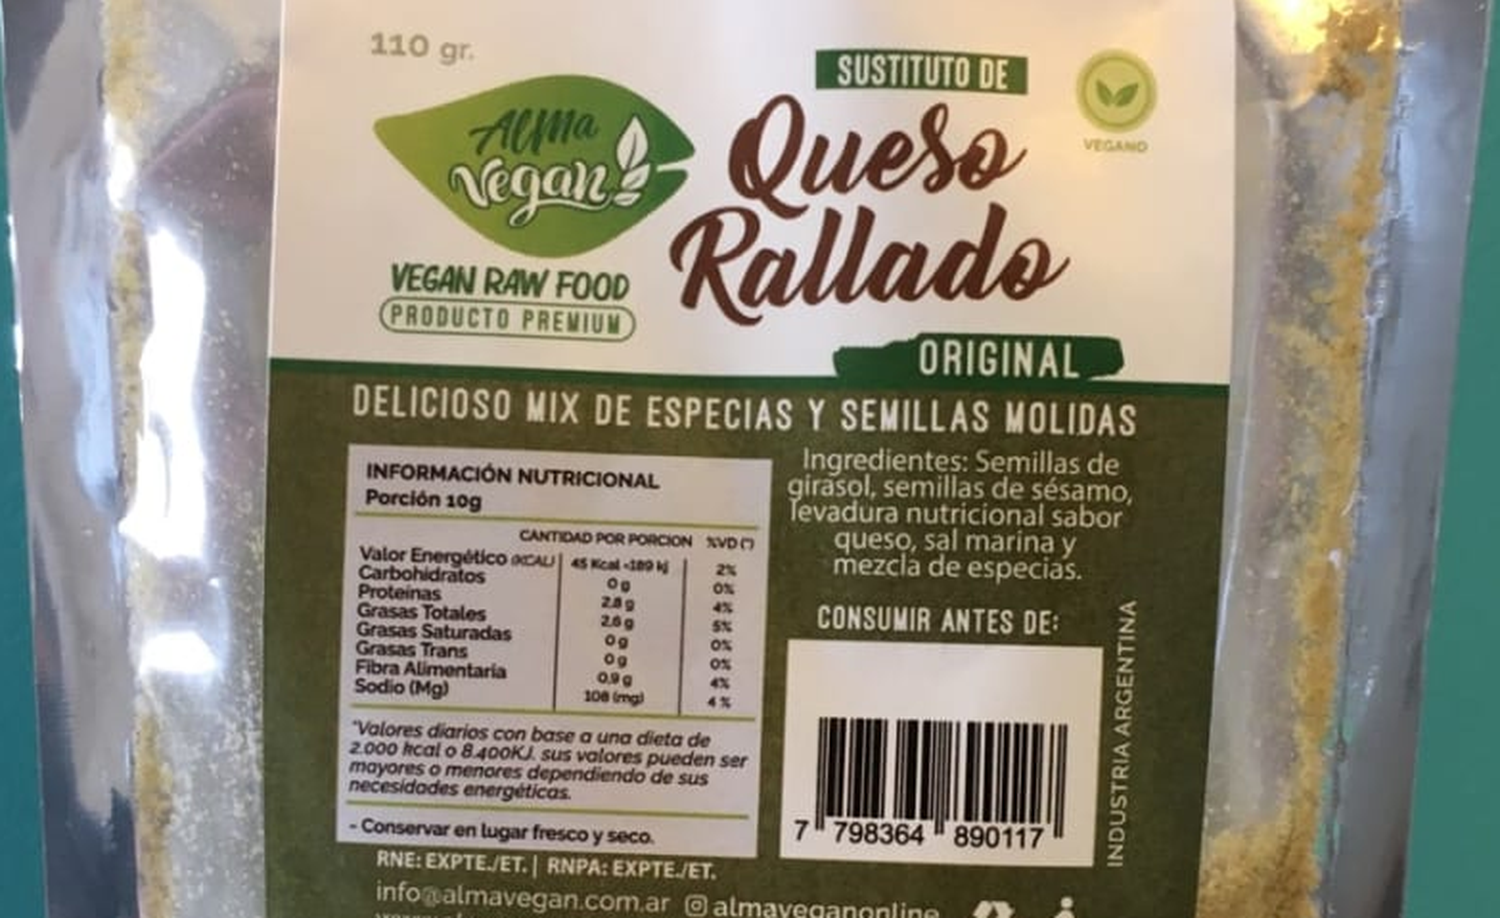 110 gr.
Alma
Vegan
VEGAN RAW FOOD
PRODUCTO PREMIUM
SUSTITUTO DE
Queso
Rallado
VEGANO
ORIGINAL
DELICIOSO MIX DE ESPECIAS Y SEMILLAS MOLIDAS
INFORMACIÓN NUTRICIONAL
Porción 10g
CANTIDAD POR PORCION %VD (*)
Valor Energético (KCAL) 45 Kcal -189 kj 2%
Carbohidratos 0 g 0%
Proteínas 2,8 g 4%
Grasas Totales 2,6 g 5%
Grasas Saturadas 0 g 0%
Grasas Trans 0 g 0%
Fibra Alimentaria 0,9 g 4%
Sodio (Mg) 108 (mg) 4 %
*Valores diarios con base a una dieta de
2.000 kcal o 8.400KJ. sus valores pueden ser
mayores o menores dependiendo de sus
necesidades energéticas.
- Conservar en lugar fresco y seco.
Ingredientes: Semillas de
girasol, semillas de sésamo,
levadura nutricional sabor
queso, sal marina y
mezcla de especias.
CONSUMIR ANTES DE:
7 798364 890117
INDUSTRIA ARGENTINA
RNE: EXPTE./ET. | RNPA: EXPTE./ET.
info@almavegan.com.ar almaveganonline